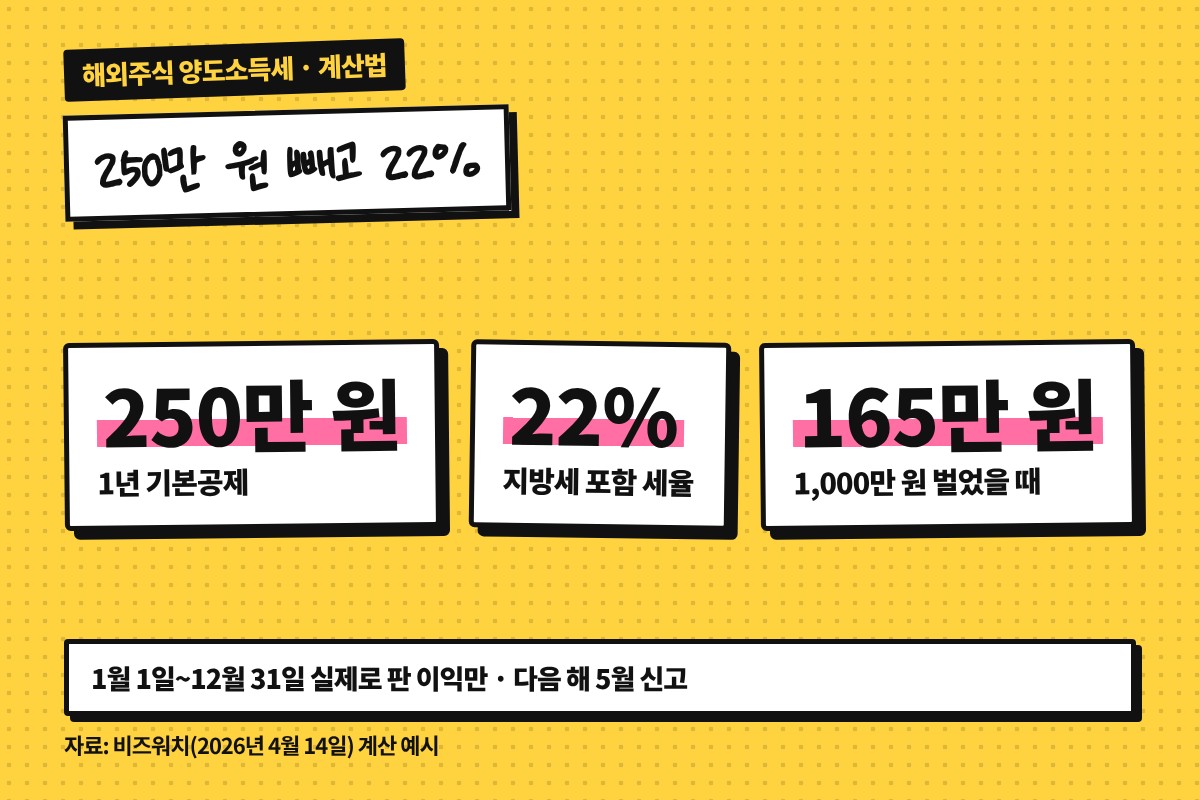 해외주식 양도소득세 · 계산법
250만 원 빼고 22%
250만 원
1년 기본공제
22%
지방세 포함 세율
165만 원
1,000만 원 벌었을 때
1월 1일~12월 31일 실제로 판 이익만 · 다음 해 5월 신고
자료: 비즈워치(2026년 4월 14일) 계산 예시